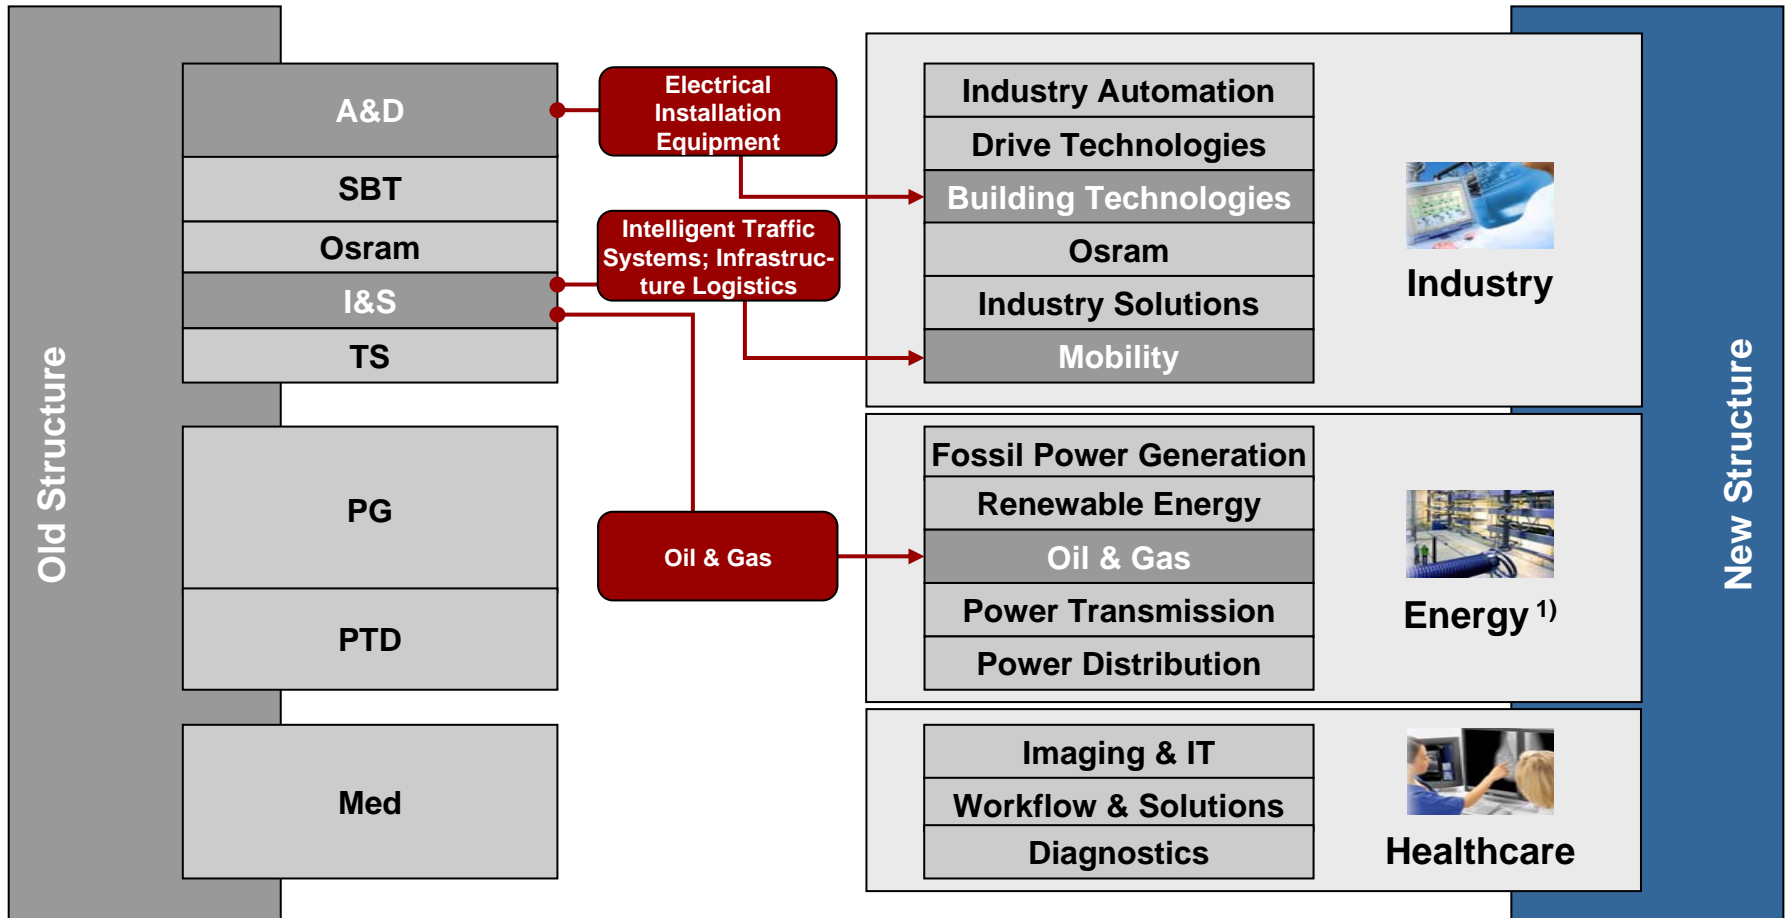 Old Structure
A&D
SBT
Osram
I&S
TS
PG
PTD
Med
Electrical
Installation
Equipment
Intelligent Traffic
Systems; Infrastruc-
ture Logistics
Oil & Gas
Industry Automation
Drive Technologies
Building Technologies
Osram
Industry Solutions
Mobility
Industry
Fossil Power Generation
Renewable Energy
Oil & Gas
Power Transmission
Power Distribution
Energy 1)
Imaging & IT
Workflow & Solutions
Diagnostics
Healthcare
New Structure